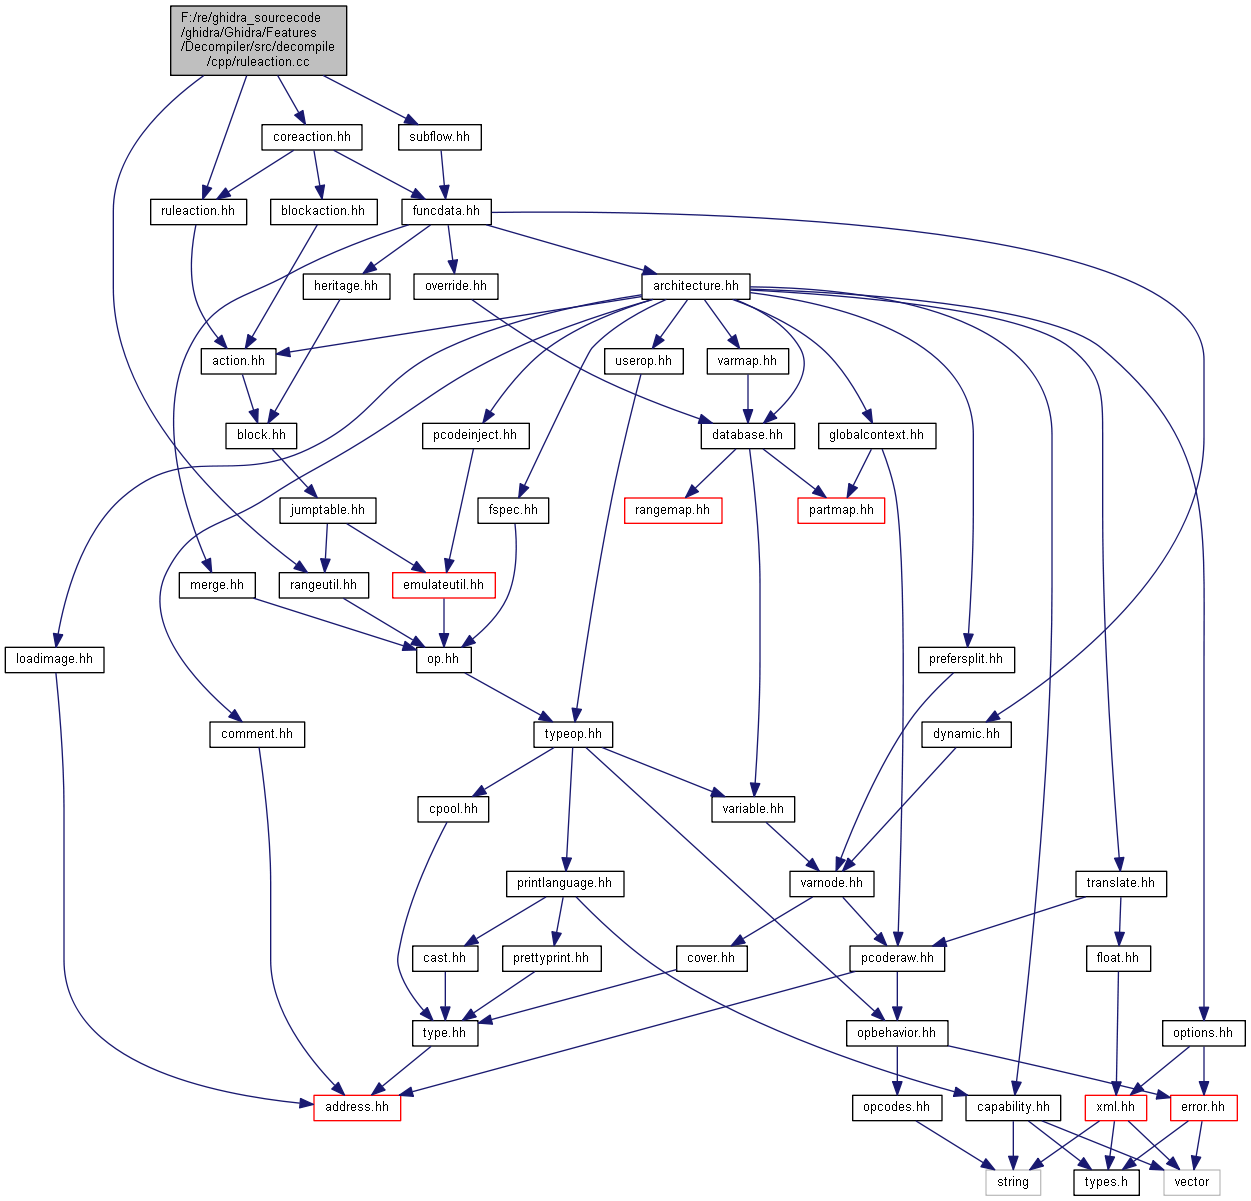 F:/re/ghidra_sourcecode
/ghidra/Ghidra/Features
/Decompiler/src/decompile
/cpp/ruleaction.cc
coreaction.hh
subflow.hh
ruleaction.hh
blockaction.hh
funcdata.hh
heritage.hh
override.hh
architecture.hh
action.hh
userop.hh
varmap.hh
block.hh
pcodeinject.hh
database.hh
globalcontext.hh
jumptable.hh
fspec.hh
rangemap.hh
partmap.hh
merge.hh
rangeutil.hh
emulateutil.hh
loadimage.hh
op.hh
prefersplit.hh
comment.hh
typeop.hh
dynamic.hh
cpool.hh
variable.hh
printlanguage.hh
varnode.hh
translate.hh
cast.hh
prettyprint.hh
cover.hh
pcoderaw.hh
float.hh
type.hh
opbehavior.hh
options.hh
address.hh
opcodes.hh
capability.hh
xml.hh
error.hh
string
types.h
vector